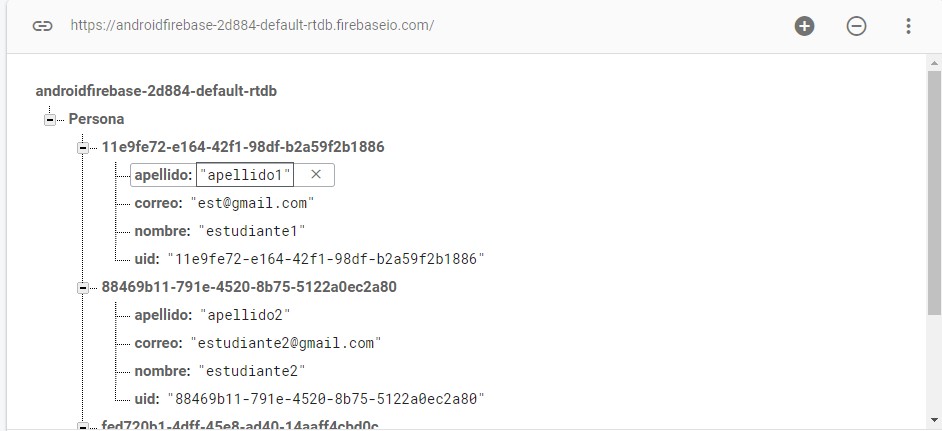 https://androidfirebase-2d884-default-rtdb.firebaseio.com/
androidfirebase-2d884-default-rtdb
Persona
11e9fe72-e164-42f1-98df-b2a59f2b1886
apellido: "apellido1"
correo: "est@gmail.com"
nombre: "estudiante1"
uid: "11e9fe72-e164-42f1-98df-b2a59f2b1886"
88469b11-791e-4520-8b75-5122a0ec2a80
apellido: "apellido2"
correo: "estudiante2@gmail.com"
nombre: "estudiante2"
uid: "88469b11-791e-4520-8b75-5122a0ec2a80"
fed720b1-4dff-45e8-ad40-14aaff4cbd0c